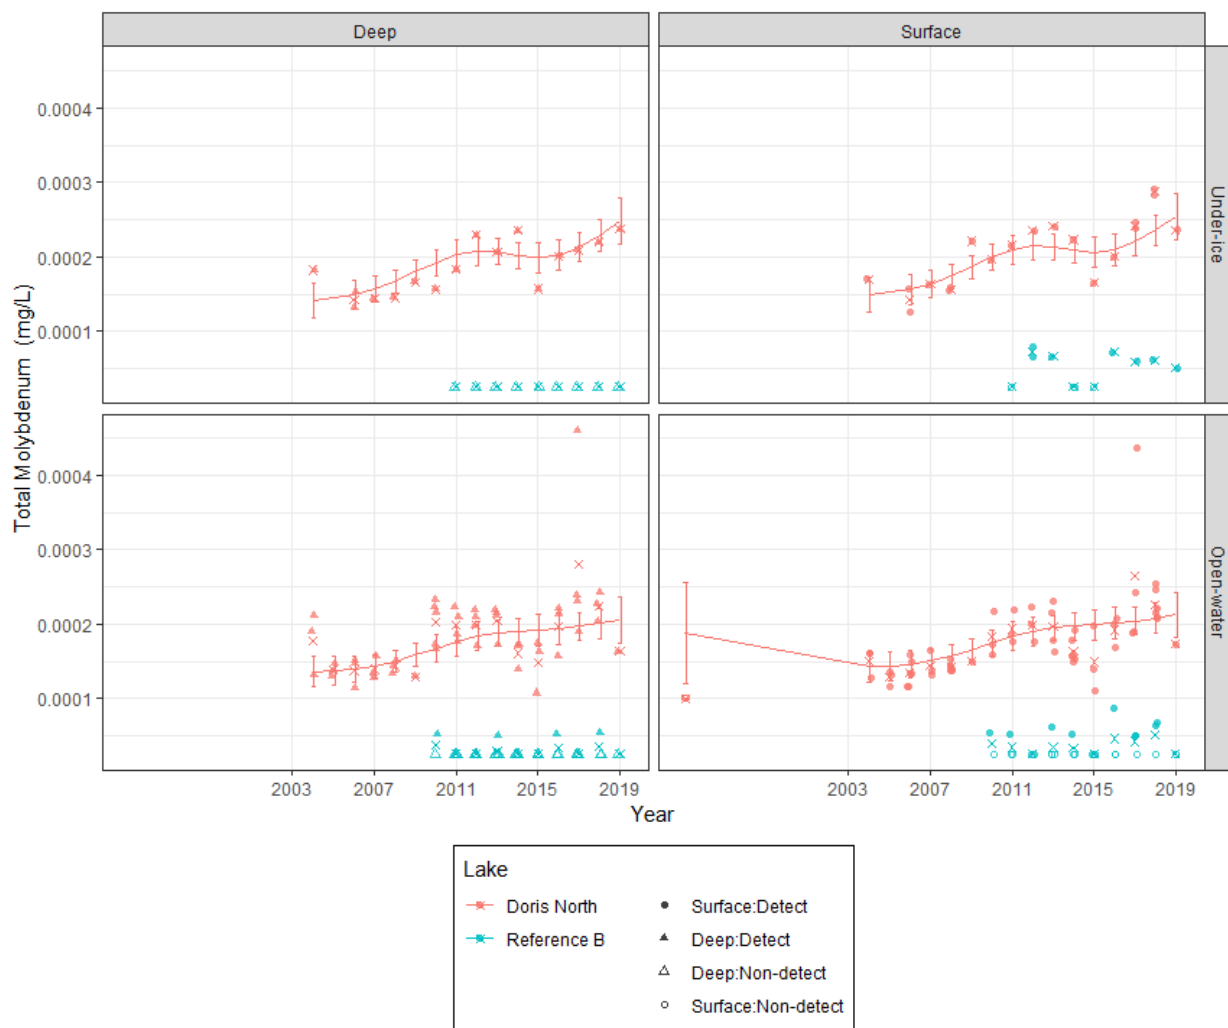 Deep Surface
0.0004
0.0003
0.0002
0.0001
Under-ice
0.0004
0.0003
0.0002
0.0001
Open-water
Total Molybdenum (mg/L)
2003 2007 2011 2015 2019 2003 2007 2011 2015 2019
Year
Lake
Doris North
Reference B
Surface:Detect
Deep:Detect
Deep:Non-detect
Surface:Non-detect